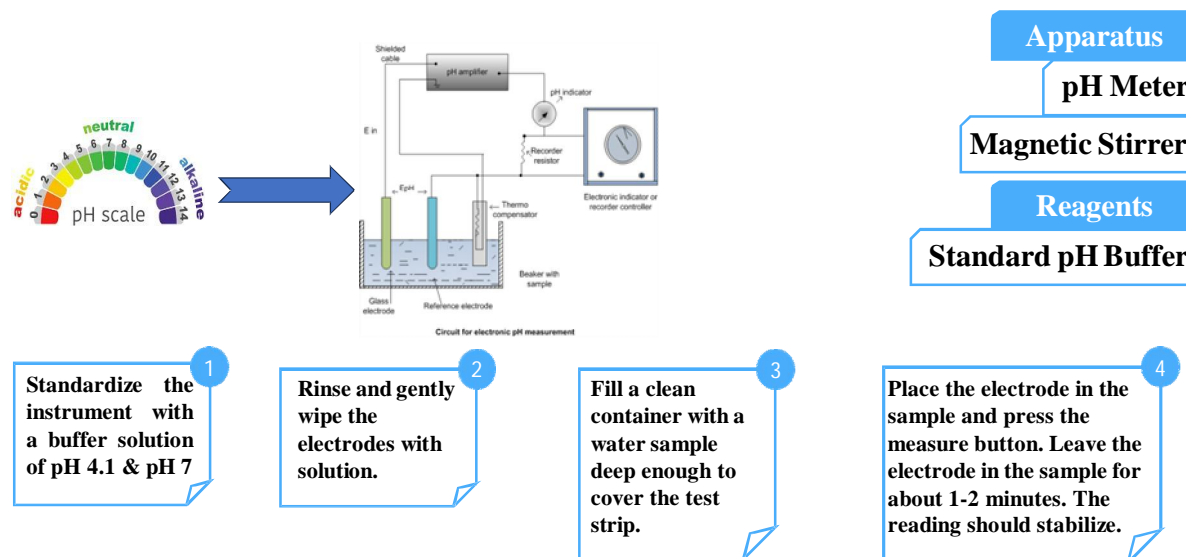 acidic
neutral
alkaline
0 1 2 3 4 5 6 7 8 9 10 11 12 13 14
pH scale
Shielded
cable
pH amplifier
pH indicator
E in
Recorder
resistor
Electronic indicator or
recorder controller
EpH
Thermo
compensator
Beaker with
sample
Glass
electrode
Reference electrode
Circuit for electronic pH measurement
Apparatus
pH Meter
Magnetic Stirrer
Reagents
Standard pH Buffer
1
Standardize the
instrument with
a buffer solution
of pH 4.1 & pH 7
2
Rinse and gently
wipe the
electrodes with
solution.
3
Fill a clean
container with a
water sample
deep enough to
cover the test
strip.
4
Place the electrode in the
sample and press the
measure button. Leave the
electrode in the sample for
about 1-2 minutes. The
reading should stabilize.